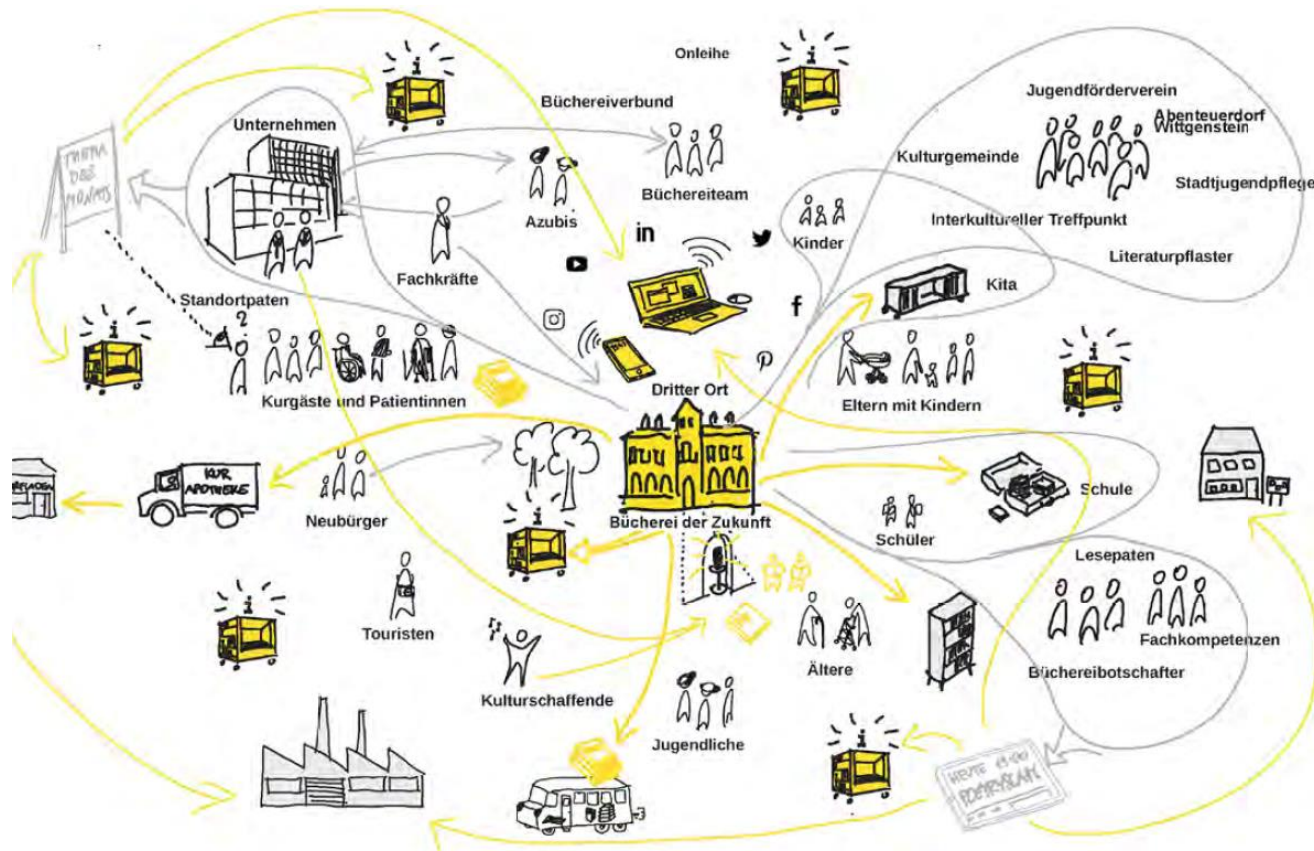 Onleihe
Büchereiverbund
Jugendförderverein
Abenteuerdorf
Wittgenstein
Unternehmen
THEMA
DES
MONATS
Kulturgemeinde
Stadtjugendpflege
Büchereiteam
Azubis
Interkultureller Treffpunkt
Kinder
in
Literaturpflaster
Fachkräfte
Kita
Standortpaten
f
?
Kurgäste und Patientinnen
Dritter Ort
Eltern mit Kindern
KUR
APOTHEKE
Schule
Neubürger
Bücherei der Zukunft
Schüler
Lesepaten
Touristen
Fachkompetenzen
Kulturschaffende
Ältere
Büchereibotschafter
Jugendliche
HEUTE
POETRYSLAM
i
i
i
i
i
i
i